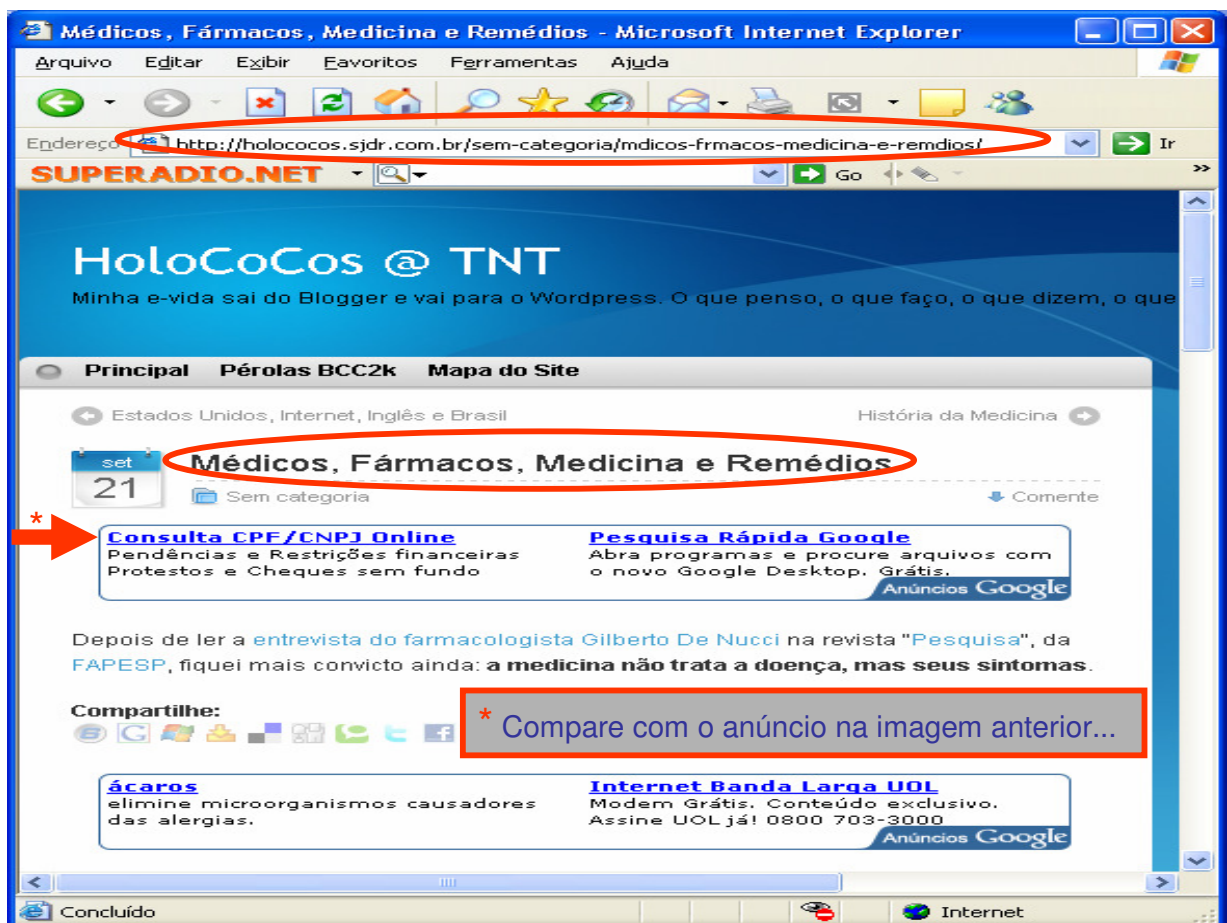 Médicos, Fármacos, Medicina e Remédios - Microsoft Internet Explorer
Arquivo Editar Exibir Favoritos Ferramentas Ajuda
Endereço http://holococos.sjdr.com.br/sem-categoria/mdicos-frmacos-medicina-e-remdios/ Ir
SUPERADIO.NET Go »
HoloCoCos @ TNT
Minha e-vida sai do Blogger e vai para o Wordpress. O que penso, o que faço, o que dizem, o que
Principal Pérolas BCC2k Mapa do Site
Estados Unidos, Internet, Inglês e Brasil História da Medicina
set
21
Médicos, Fármacos, Medicina e Remédios
Sem categoria Comente
*
Consulta CPF/CNPJ Online
Pendências e Restrições financeiras
Protestos e Cheques sem fundo
Pesquisa Rápida Google
Abra programas e procure arquivos com
o novo Google Desktop. Grátis.
Anúncios Google
Depois de ler a entrevista do farmacologista Gilberto De Nucci na revista "Pesquisa", da
FAPESP, fiquei mais convicto ainda: a medicina não trata a doença, mas seus sintomas.
Compartilhe:
* Compare com o anúncio na imagem anterior...
ácaros
elimine microorganismos causadores
das alergias.
Internet Banda Larga UOL
Modem Grátis. Conteúdo exclusivo.
Assine UOL já! 0800 703-3000
Anúncios Google
Concluído Internet